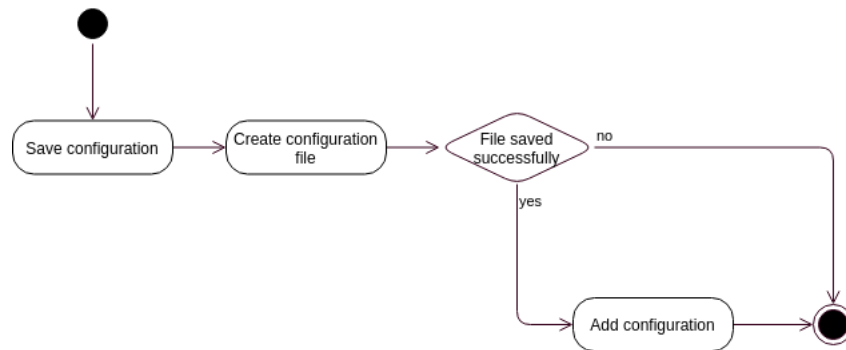 Save configuration
Create configuration
file
File saved
successfully
no
yes
Add configuration